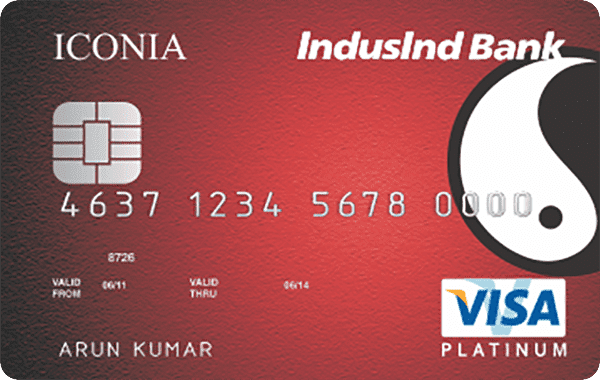 ICONIA IndusInd Bank
4637 1234 5678 0000
8726
VALID FROM 06/11 VALID THRU 06/14
VISA
ARUN KUMAR PLATINUM